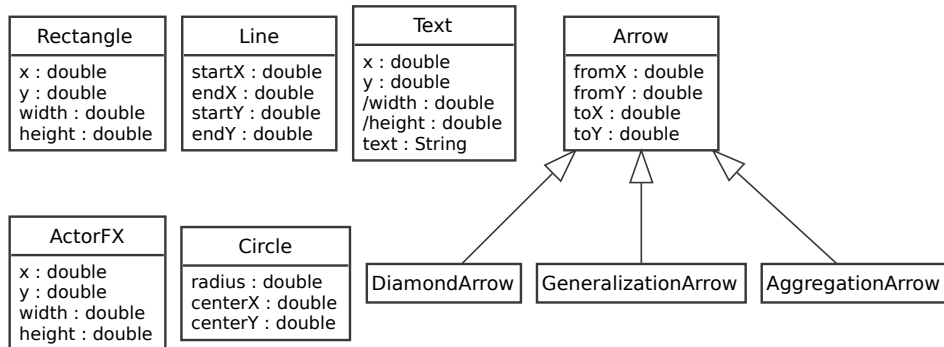 Rectangle
x : double
y : double
width : double
height : double
Line
startX : double
endX : double
startY : double
endY : double
Text
x : double
y : double
/width : double
/height : double
text : String
Arrow
fromX : double
fromY : double
toX : double
toY : double
ActorFX
x : double
y : double
width : double
height : double
Circle
radius : double
centerX : double
centerY : double
DiamondArrow
GeneralizationArrow
AggregationArrow